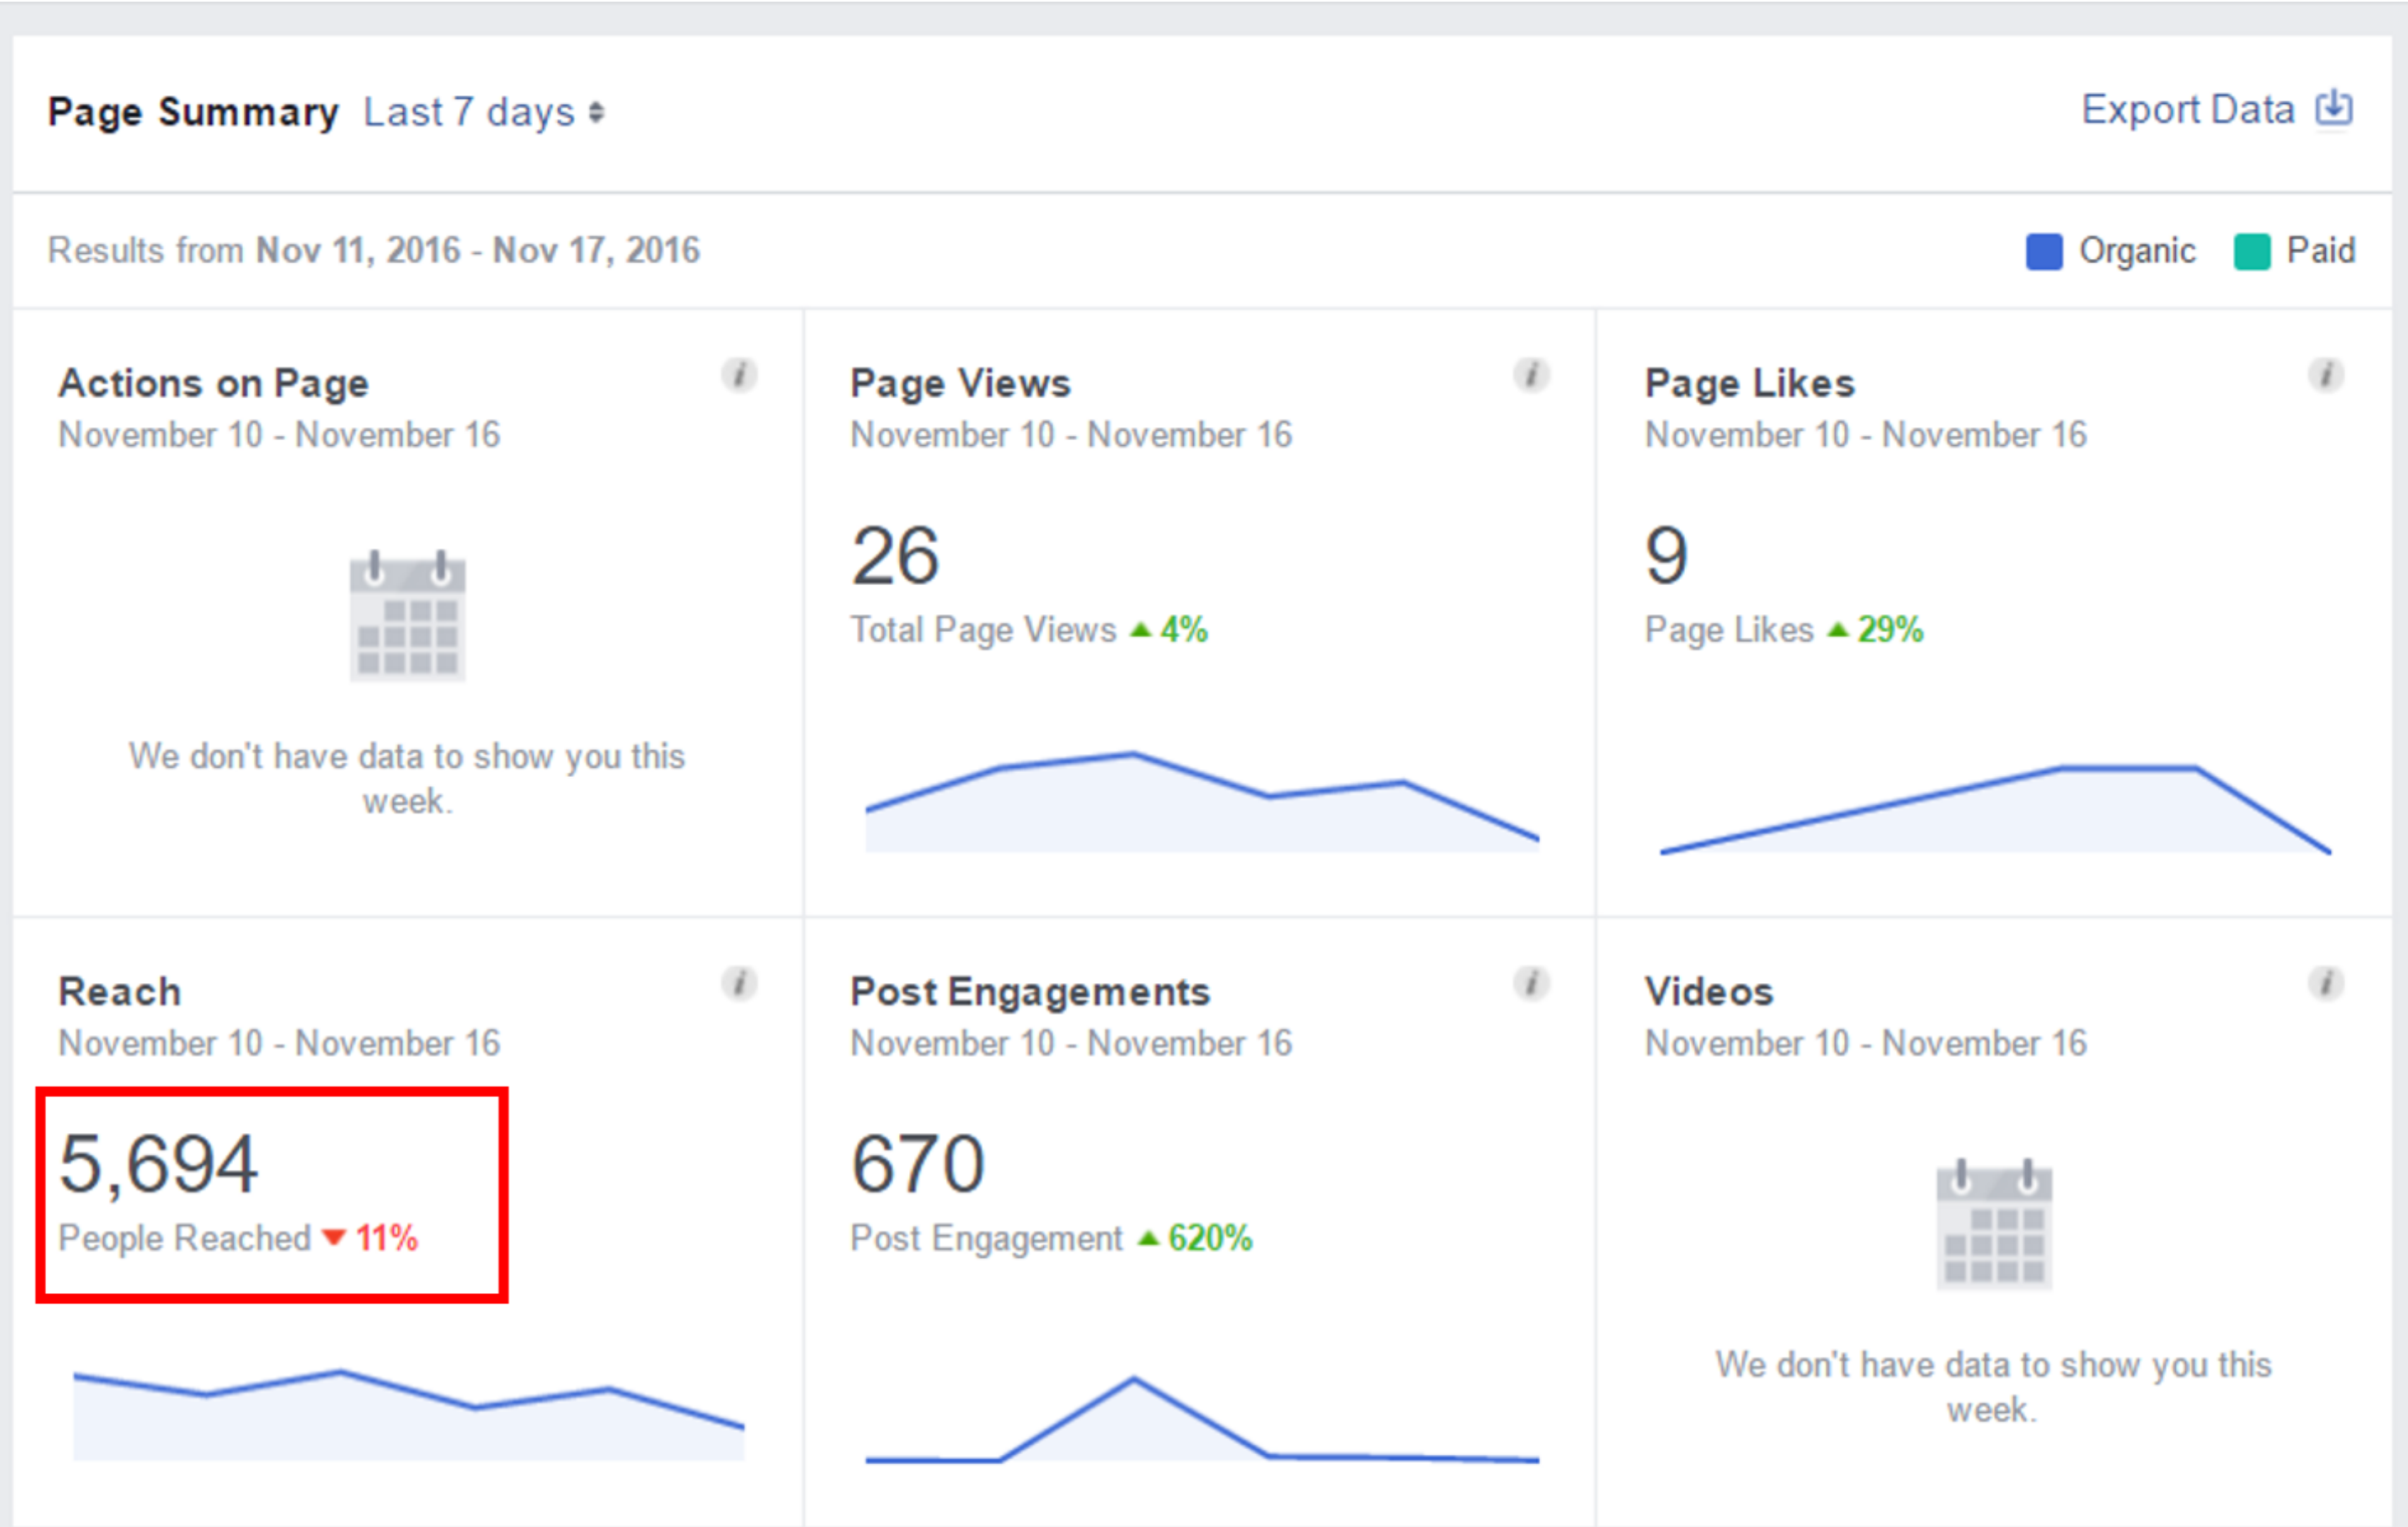 Page Summary Last 7 days
Export Data
Results from Nov 11, 2016 - Nov 17, 2016
Organic
Paid
Actions on Page
November 10 - November 16
We don't have data to show you this
week.
Page Views
November 10 - November 16
26
Total Page Views ▲ 4%
Page Likes
November 10 - November 16
9
Page Likes ▲ 29%
Reach
November 10 - November 16
5,694
People Reached ▼ 11%
Post Engagements
November 10 - November 16
670
Post Engagement ▲ 620%
Videos
November 10 - November 16
We don't have data to show you this
week.